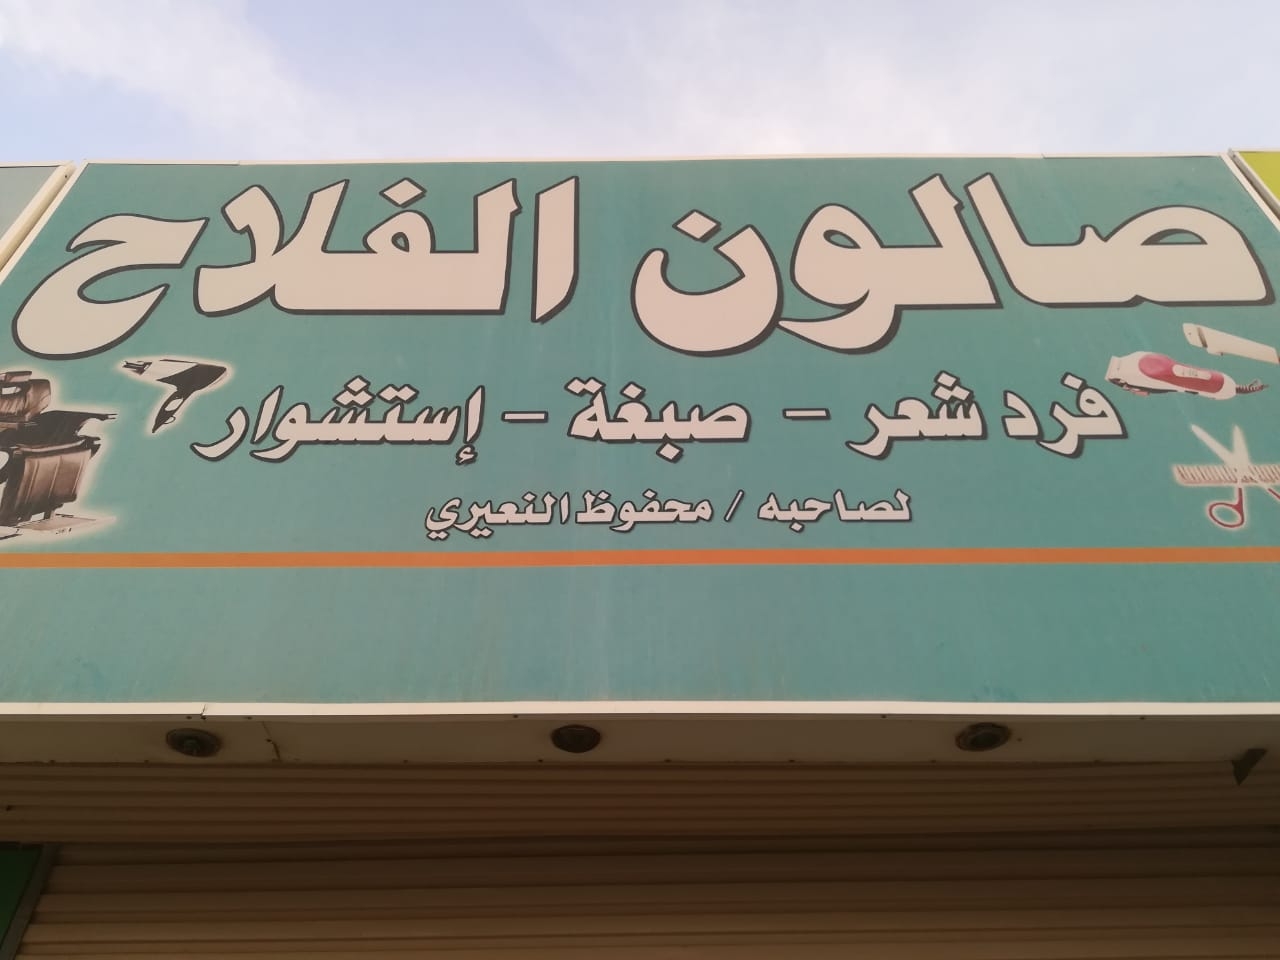 صالون الفلاح
فرد شعر - صبغة - إستشوار
لصاحبه / محفوظ النعيري